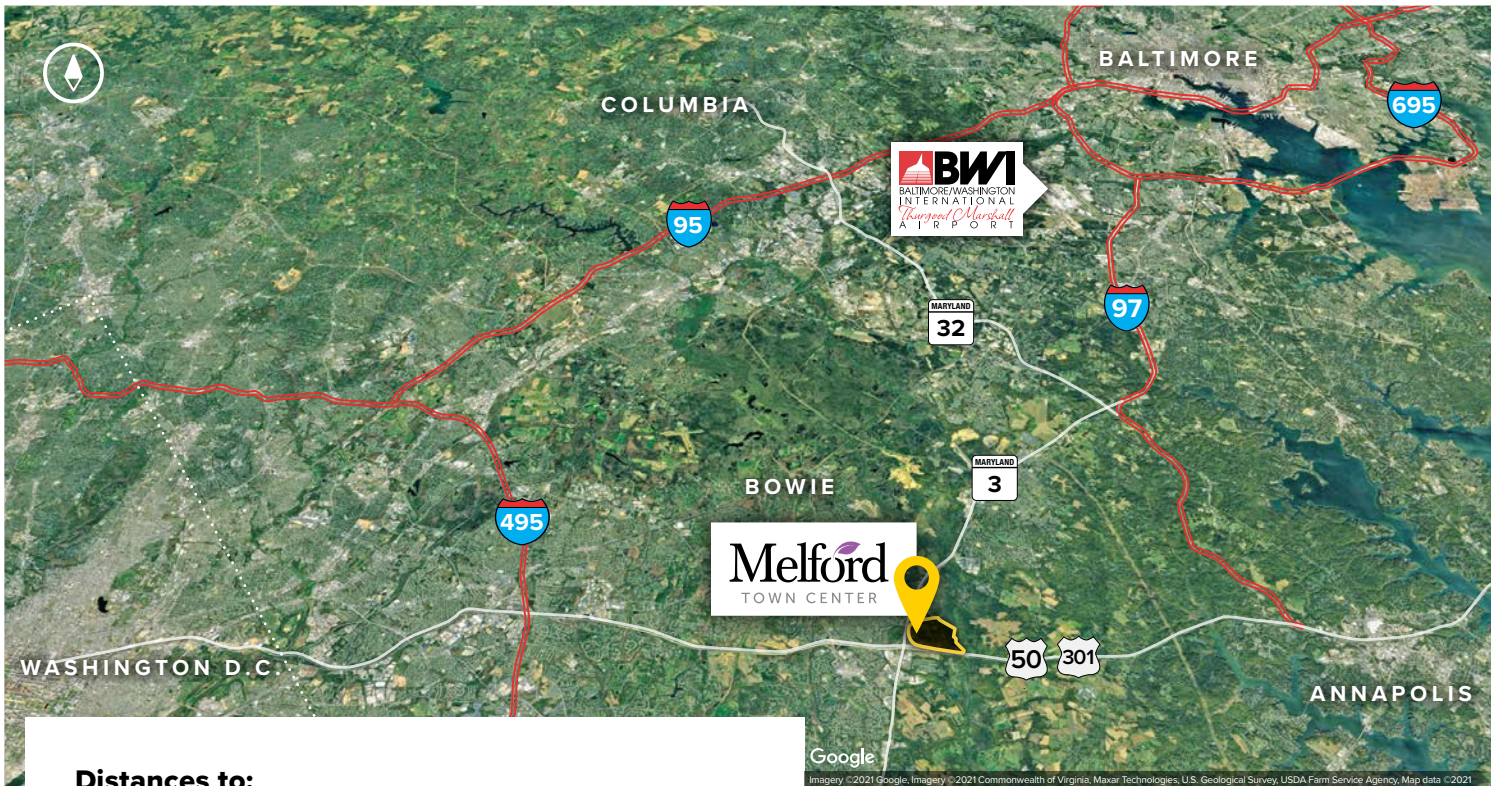 BALTIMORE
COLUMBIA
695
BWI
BALTIMORE/WASHINGTON
INTERNATIONAL
Thurgood Marshall
AIRPORT
95
97
MARYLAND
32
MARYLAND
3
BOWIE
495
Melford
TOWN CENTER
WASHINGTON D.C.
50
301
ANNAPOLIS
Google
Imagery ©2021 Google, Imagery ©2021 Commonwealth of Virginia, Maxar Technologies, U.S. Geological Survey, USDA Farm Service Agency, Map data ©2021
Distances to: